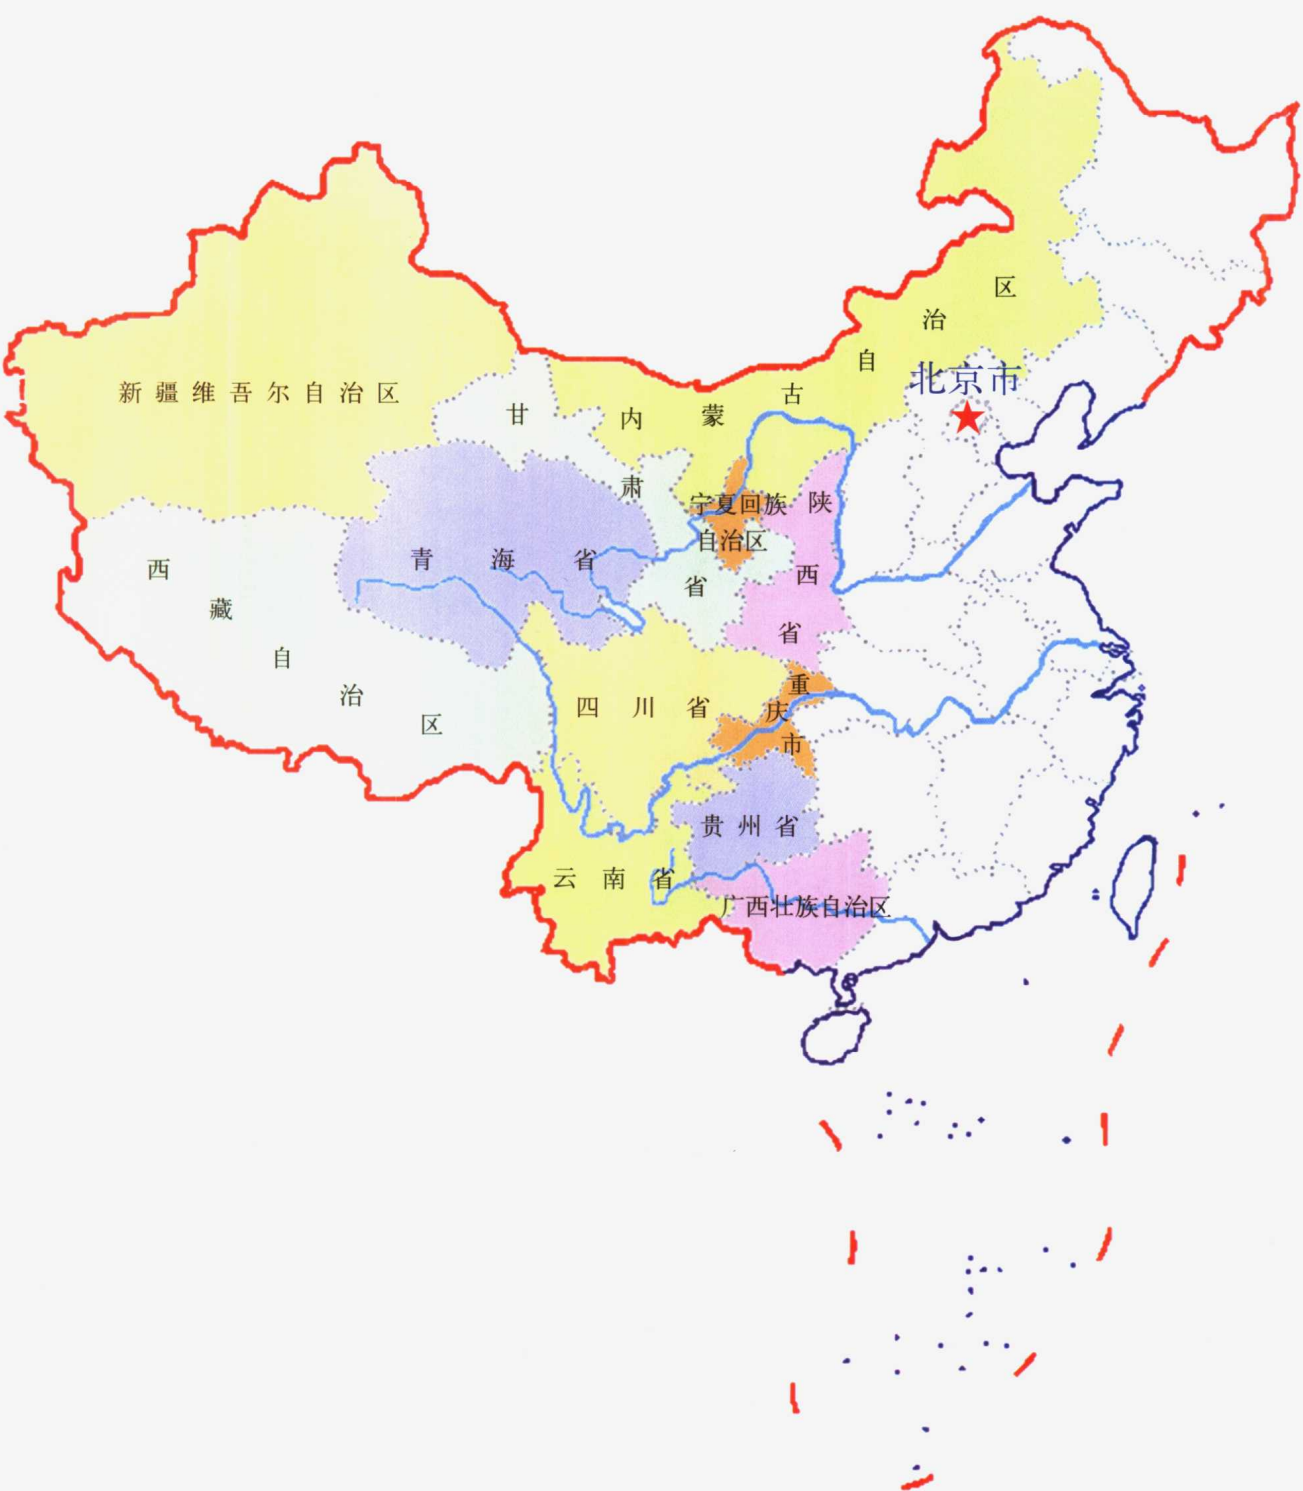 新疆维吾尔自治区
内蒙古自治区
北京市
甘肃省
宁夏回族
自治区
陕西省
青海省
西藏自治区
四川省
重庆市
贵州省
云南省
广西壮族自治区